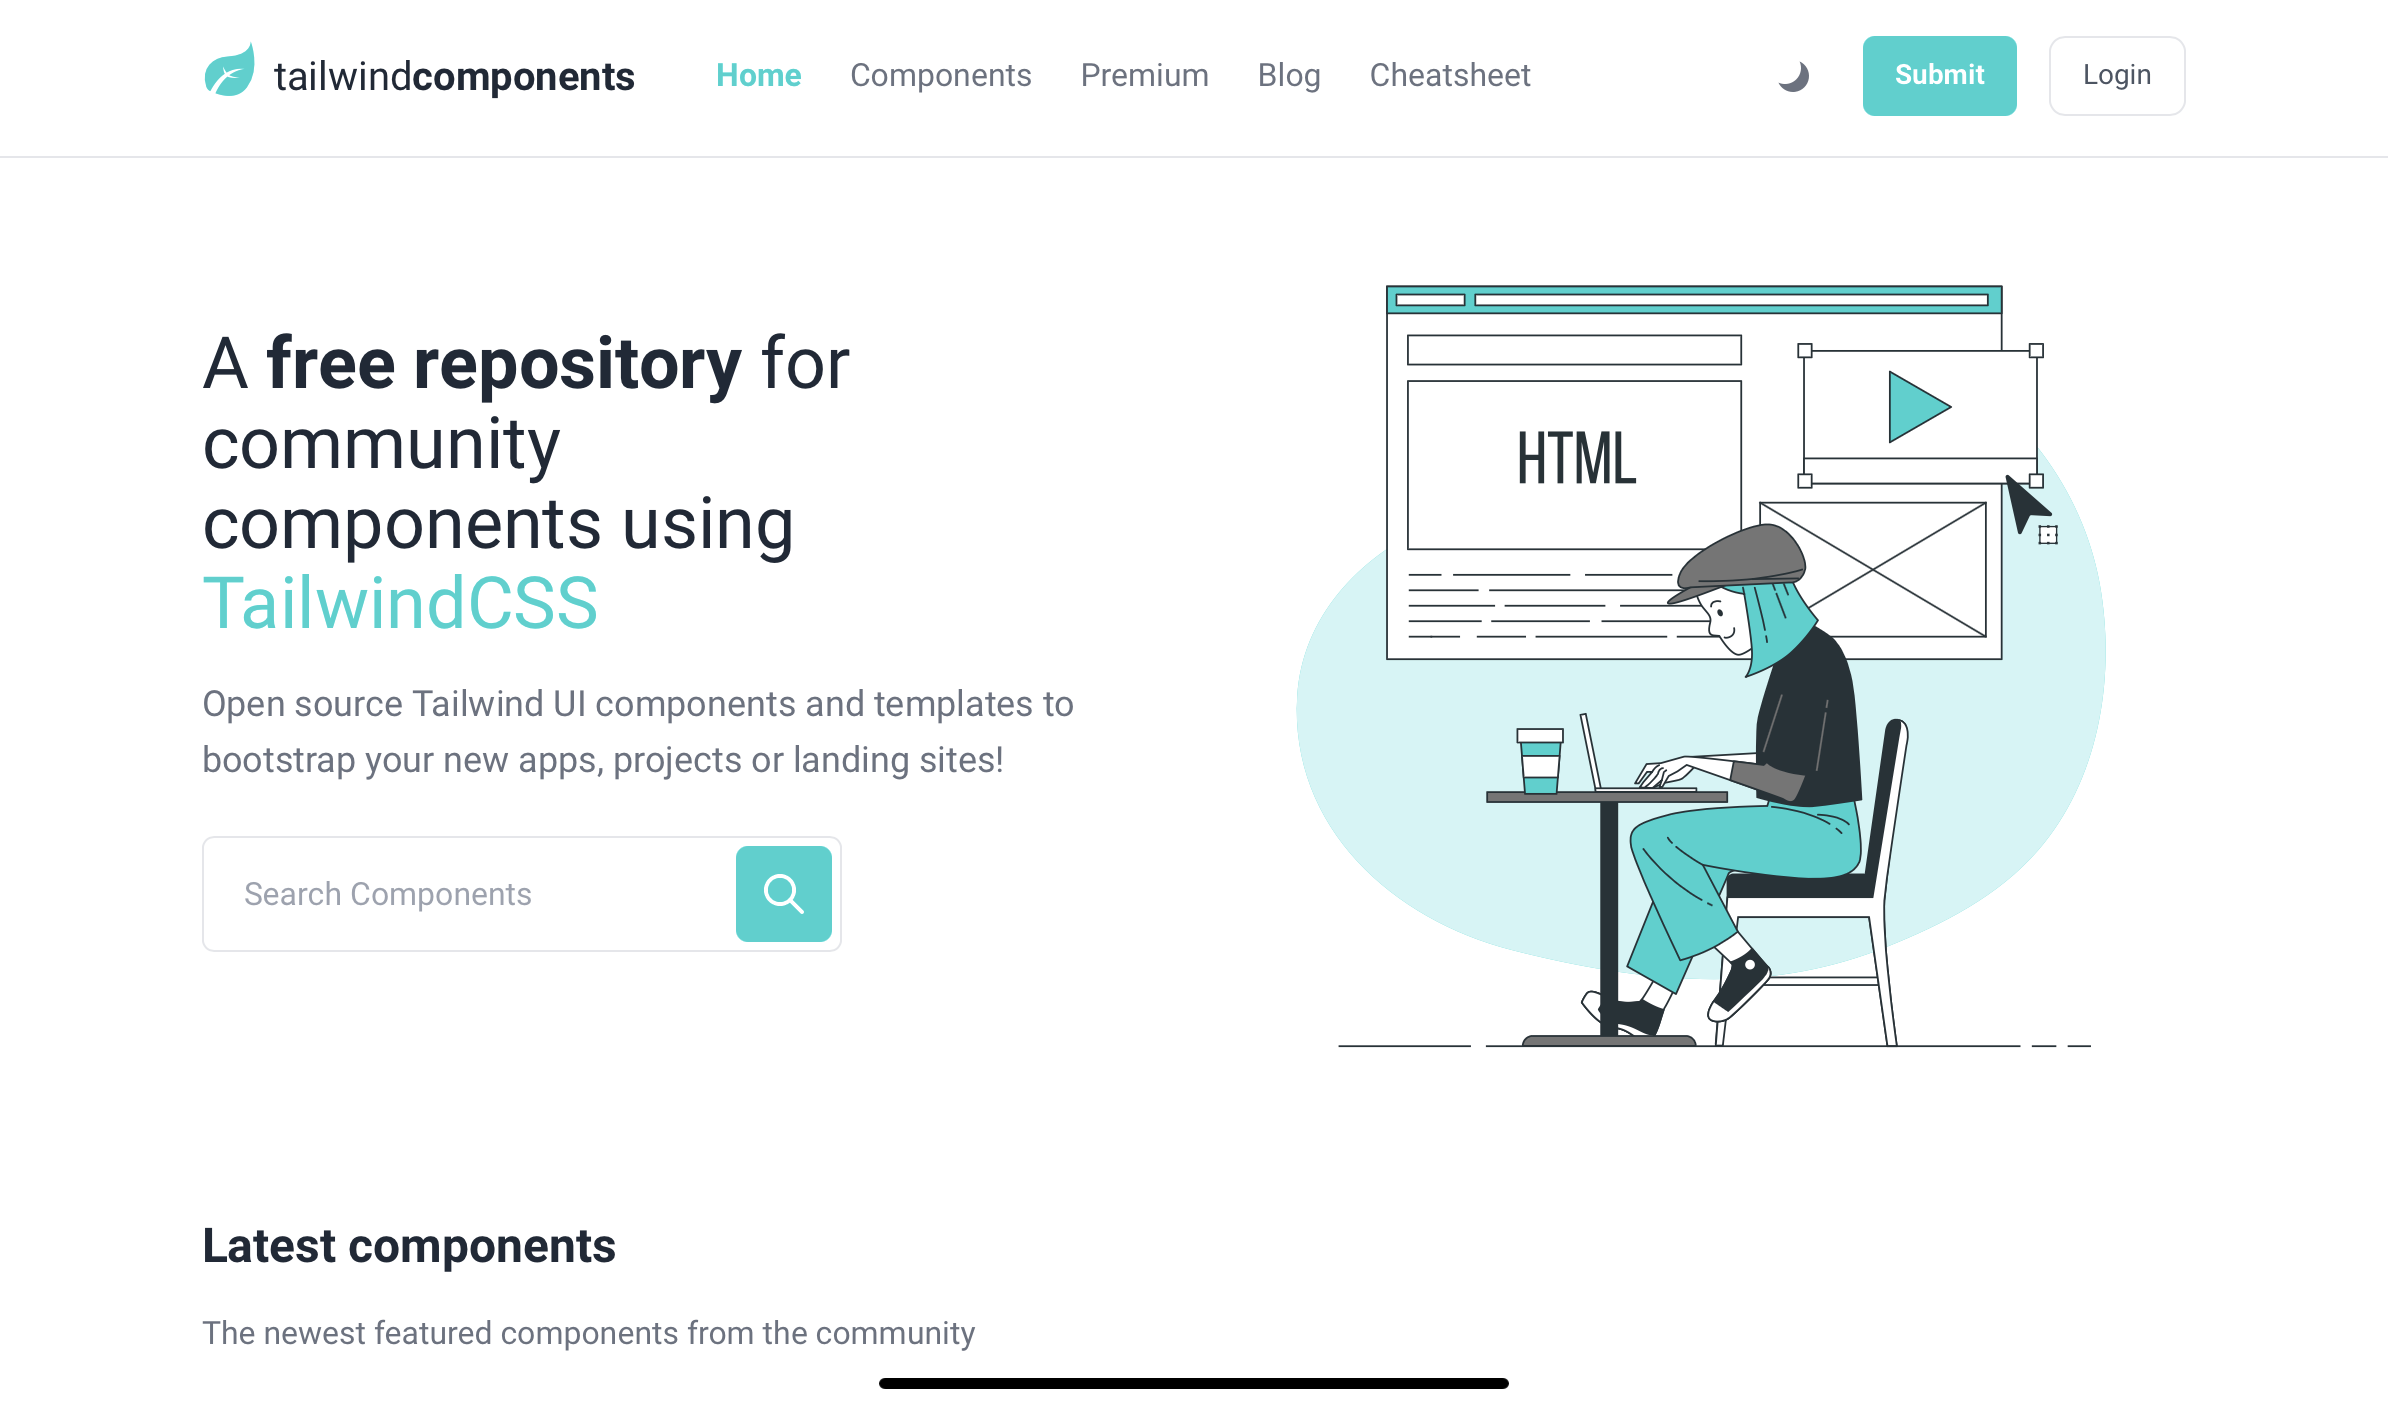 tailwindcomponents Home Components Premium Blog Cheatsheet Submit Login
A free repository for
community
components using
TailwindCSS
Open source Tailwind UI components and templates to
bootstrap your new apps, projects or landing sites!
Search Components
HTML
Latest components
The newest featured components from the community